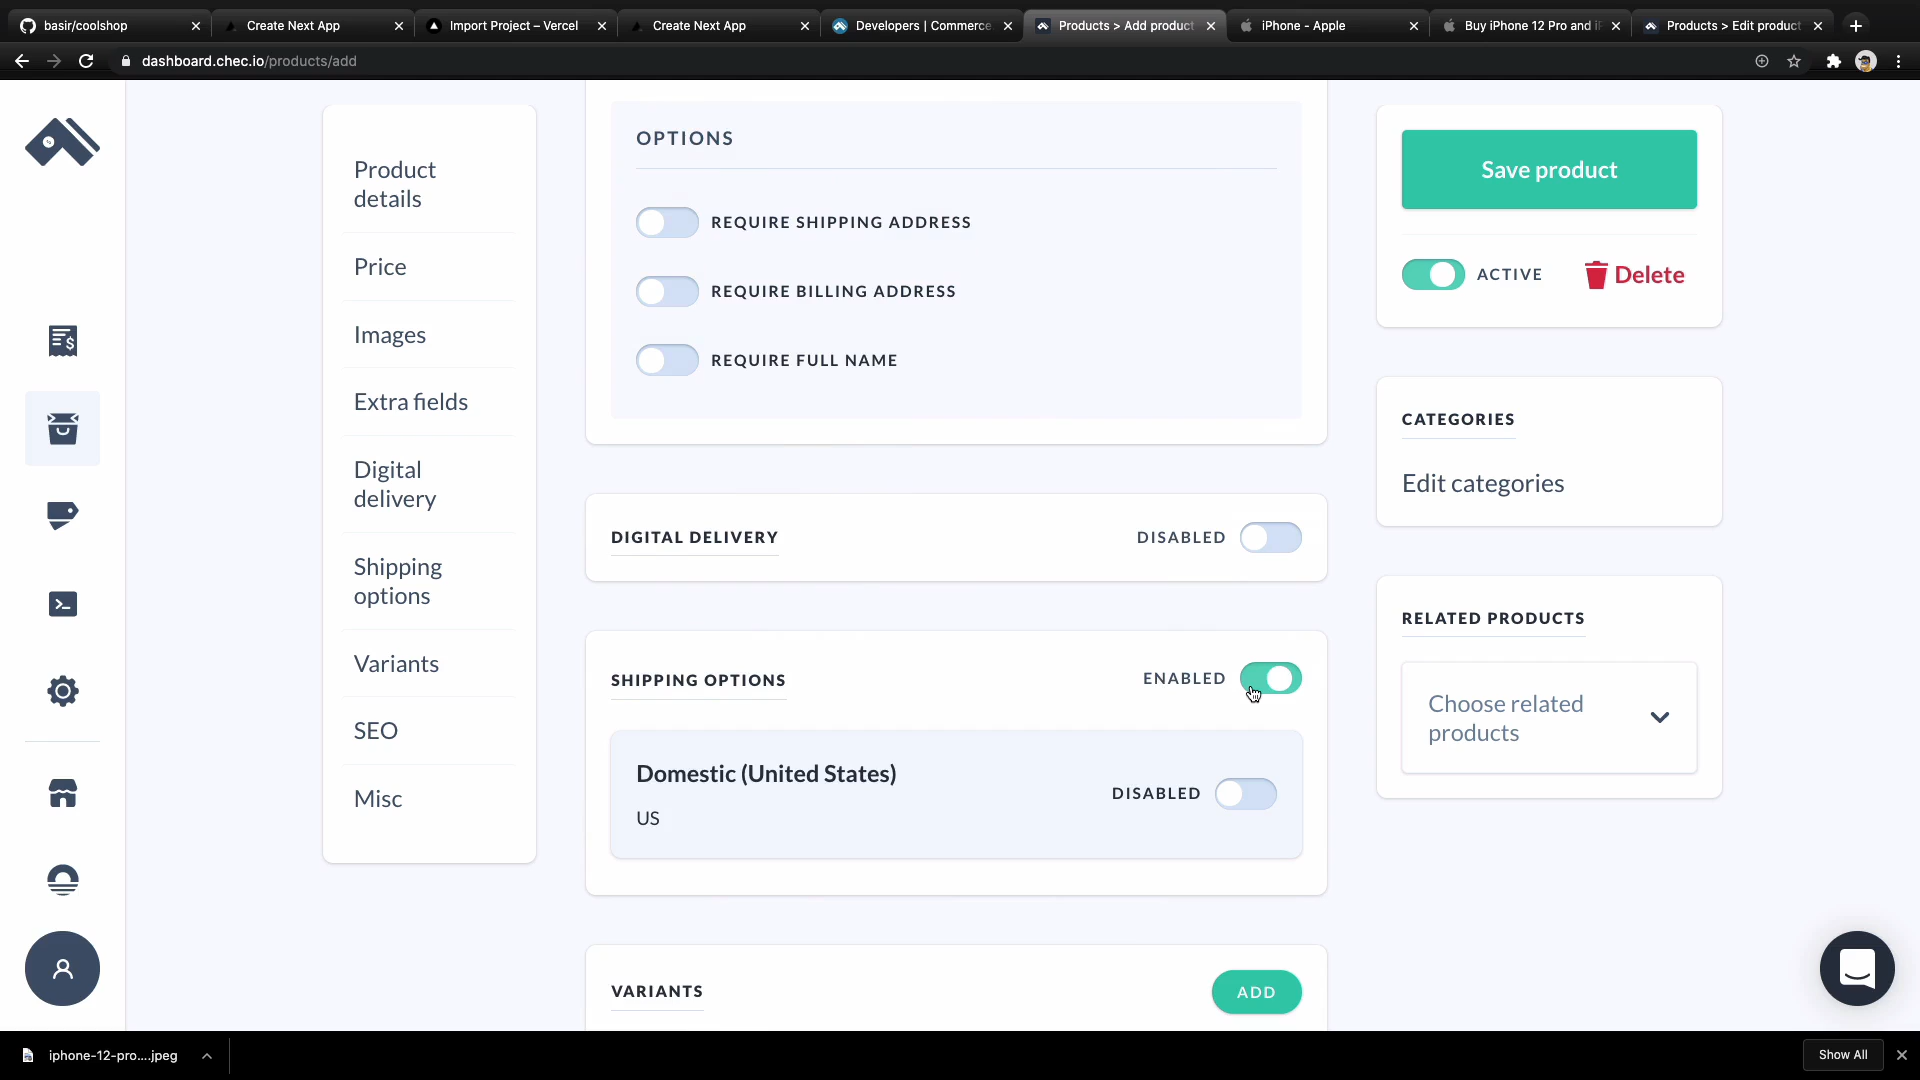 basir/coolshop
Create Next App
Import Project – Vercel
Create Next App
Developers | Commerce
Products > Add product
iPhone - Apple
Buy iPhone 12 Pro and iP
Products > Edit product
dashboard.chec.io/products/add
Product details
Price
Images
Extra fields
Digital delivery
Shipping options
Variants
SEO
Misc
OPTIONS
REQUIRE SHIPPING ADDRESS
REQUIRE BILLING ADDRESS
REQUIRE FULL NAME
DIGITAL DELIVERY
DISABLED
SHIPPING OPTIONS
ENABLED
Domestic (United States)
US
DISABLED
VARIANTS
ADD
Save product
ACTIVE
Delete
CATEGORIES
Edit categories
RELATED PRODUCTS
Choose related
products
iphone-12-pro....jpeg
Show All